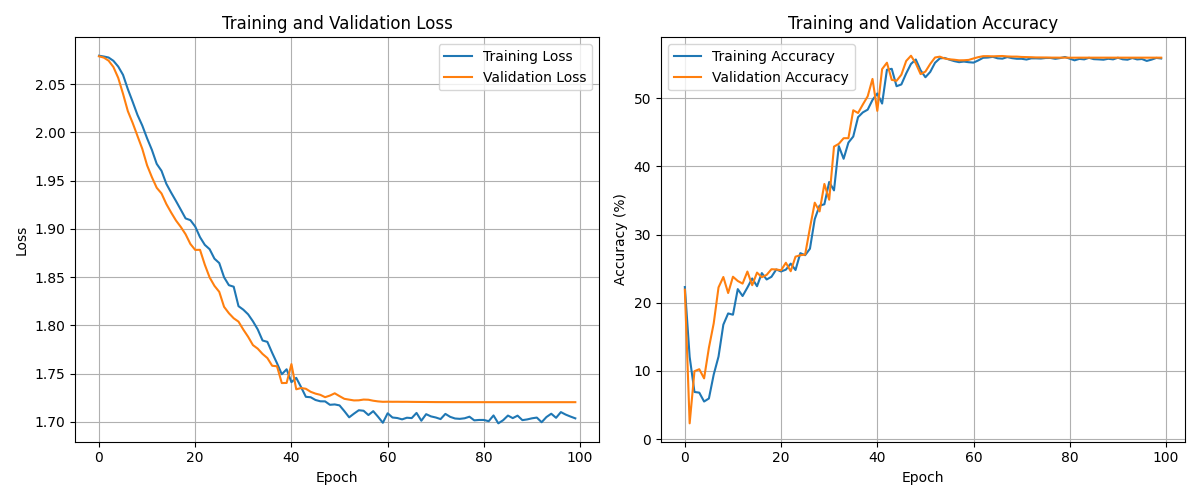 Training and Validation Loss
Training Loss
Validation Loss
2.05
2.00
1.95
1.90
1.85
1.80
1.75
1.70
Loss
0
20
40
60
80
100
Epoch
Training and Validation Accuracy
Training Accuracy
Validation Accuracy
50
40
30
20
10
0
Accuracy (%)
0
20
40
60
80
100
Epoch